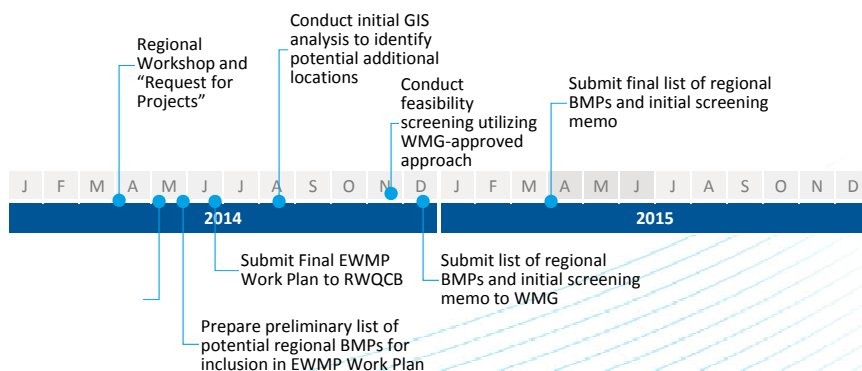 Regional
Workshop and
“Request for
Projects”
Conduct initial GIS
analysis to identify
potential additional
locations
Conduct
feasibility
screening utilizing
WMG-approved
approach
Submit final list of regional
BMPs and initial screening
memo
J F M A M J J A S O N D J F M A M J J A S O N D
2014 2015
Submit Final EWMP
Work Plan to RWQCB
Submit list of regional
BMPs and initial screening
memo to WMG
Prepare preliminary list of
potential regional BMPs for
inclusion in EWMP Work Plan